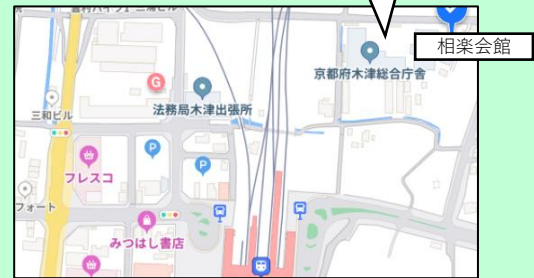 相楽会館
京都府木津総合庁舎
G
法務局木津出張所
三和ビル
P
フレスコ
P
フォート
みつはし書店